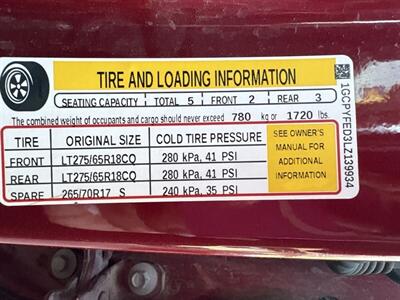 TIRE AND LOADING INFORMATION
SEATING CAPACITY TOTAL 5 FRONT 2 REAR 3
The combined weight of occupants and cargo should never exceed 780 kg or 1720 lbs.
TIRE ORIGINAL SIZE COLD TIRE PRESSURE
FRONT LT275/65R18CQ 280 kPa, 41 PSI
REAR LT275/65R18CQ 280 kPa, 41 PSI
SPARE 265/70R17 S 240 kPa, 35 PSI
SEE OWNER'S
MANUAL FOR
ADDITIONAL
INFORMATION
1GCPYFED3LZ139934